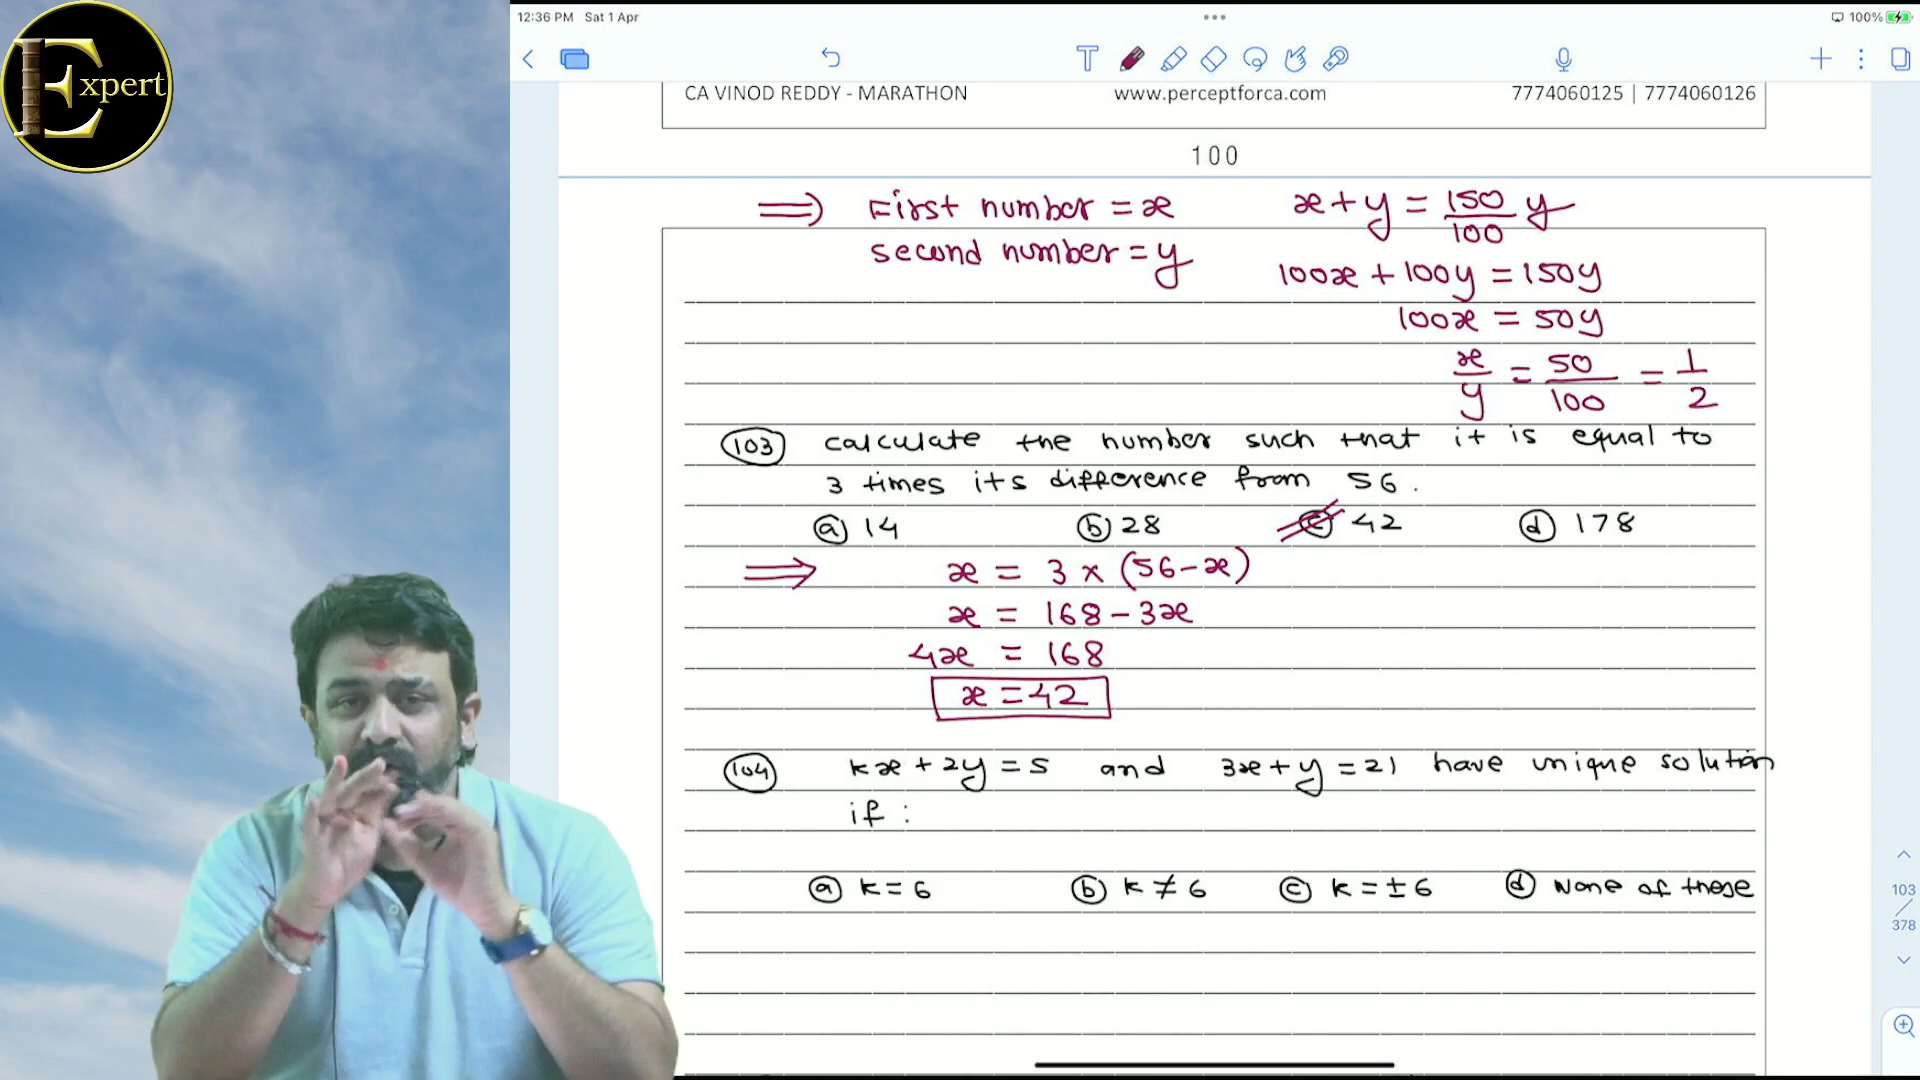 Expert
12:36 PM Sat 1 Apr
100%
CA VINOD REDDY - MARATHON www.perceptforca.com 7774060125 | 7774060126
100
⟹ First number = x
second number = y
x + y = 150/100 y
100x + 100y = 150y
100x = 50y
x/y = 50/100 = 1/2
103 calculate the number such that it is equal to
3 times its difference from 56.
a 14 b 28 c 42 d 178
⟹ x = 3 × (56 - x)
x = 168 - 3x
4x = 168
x = 42
104 kx + 2y = 5 and 3x + y = 21 have unique solution
if :
a k = 6 b k ≠ 6 c k = ± 6 d None of these
103
/
378